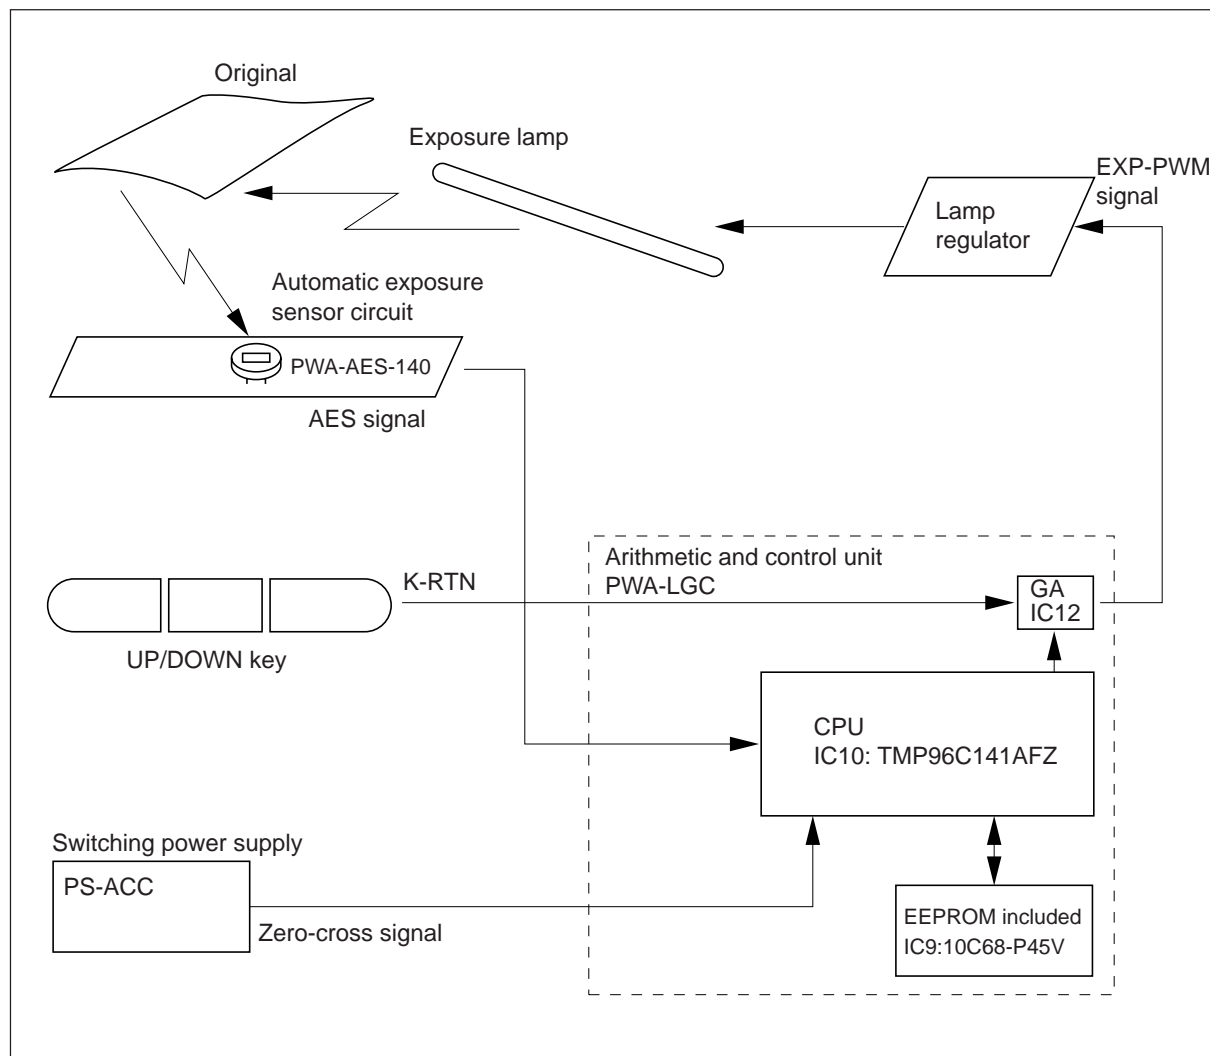 Original
Exposure lamp
EXP-PWM
signal
Lamp
regulator
Automatic exposure
sensor circuit
PWA-AES-140
AES signal
Arithmetic and control unit
PWA-LGC
K-RTN
GA
IC12
UP/DOWN key
CPU
IC10: TMP96C141AFZ
Switching power supply
PS-ACC
Zero-cross signal
EEPROM included
IC9:10C68-P45V